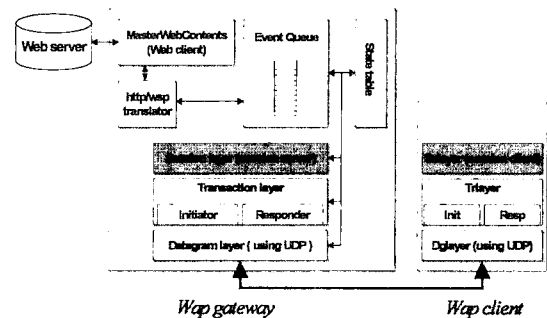 Web server
MasterWebContents
(Web client)
http/wsp
translator
Event Queue
State table
Transaction layer
Initiator
Responder
Datagram layer ( using UDP )
Trlayer
Init
Resp
Dglayer (using UDP)
Wap gateway
Wap client